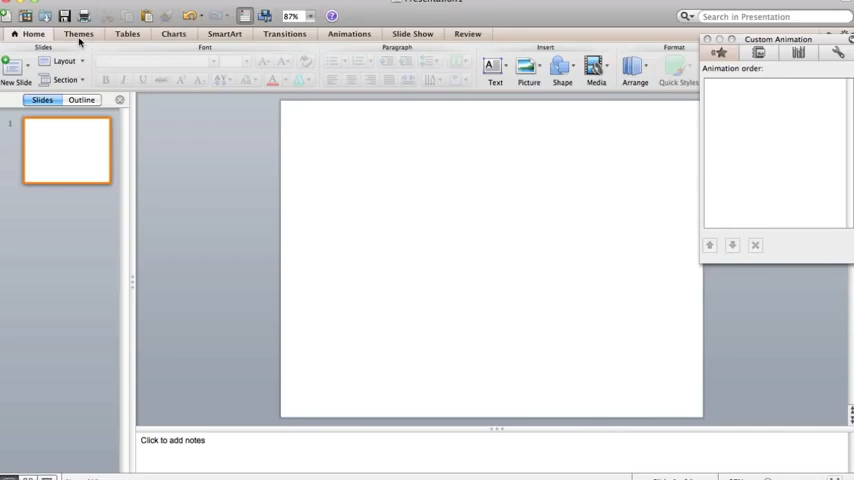 Presentation1
87%
Search in Presentation
Home Themes Tables Charts SmartArt Transitions Animations Slide Show Review
Slides Font Paragraph Insert Format
New Slide Layout Section
Text Picture Shape Media Arrange Quick Styles
Custom Animation
Animation order:
Slides Outline
1
Click to add notes